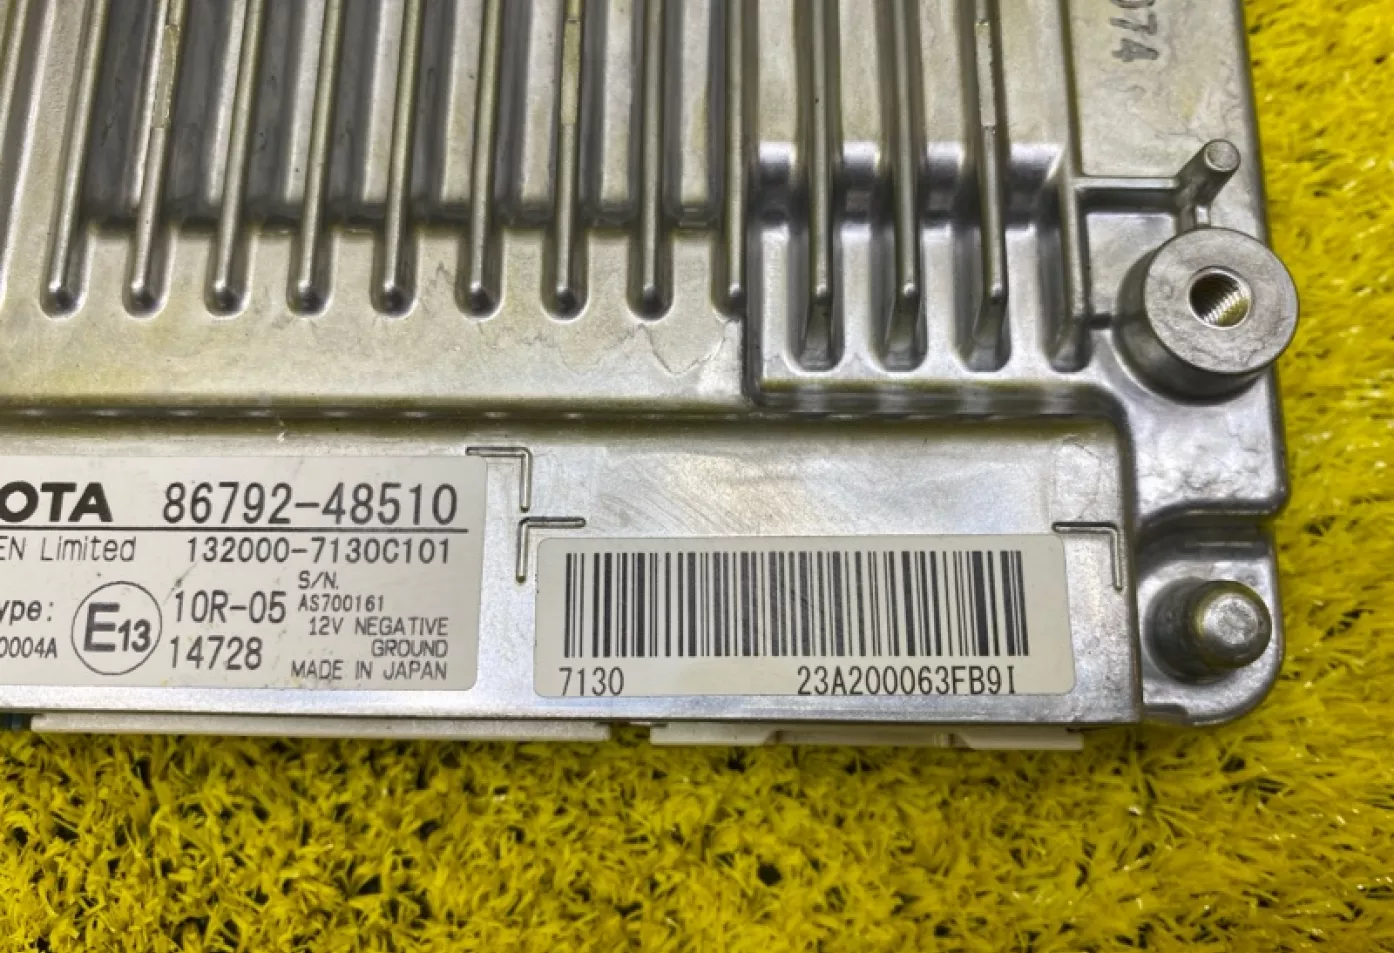 074
OTA 86792-48510
EN Limited 132000-7130C101
ype: E13 10R-05 S/N. AS700161
0004A 14728 12V NEGATIVE
GROUND
MADE IN JAPAN
7130 23A200063FB9I